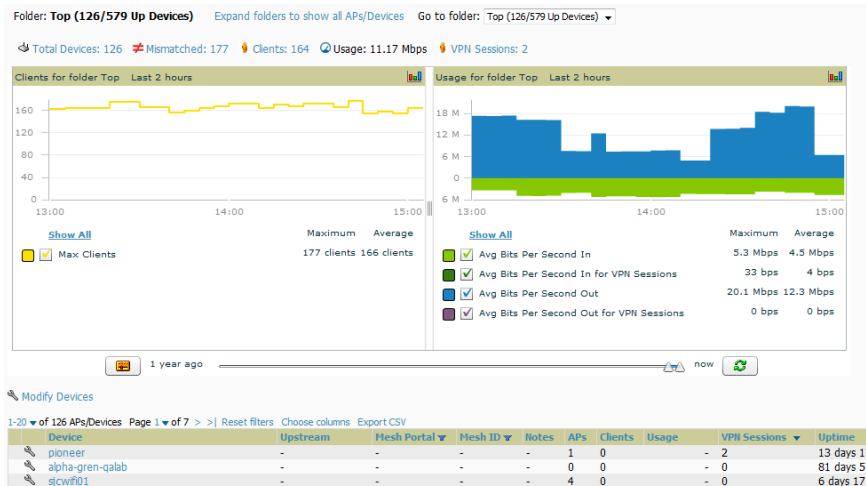 Folder: Top (126/579 Up Devices) Expand folders to show all APs/Devices Go to folder: Top (126/579 Up Devices)
Total Devices: 126 Mismatched: 177 Clients: 164 Usage: 11.17 Mbps VPN Sessions: 2
Clients for folder Top Last 2 hours
160
120
80
40
0
13:00 14:00 15:00
Show All Maximum Average
Max Clients 177 clients 166 clients
Usage for folder Top Last 2 hours
18 M
12 M
6 M
0
6 M
13:00 14:00 15:00
Show All Maximum Average
Avg Bits Per Second In 5.3 Mbps 4.5 Mbps
Avg Bits Per Second In for VPN Sessions 33 bps 4 bps
Avg Bits Per Second Out 20.1 Mbps 12.3 Mbps
Avg Bits Per Second Out for VPN Sessions 0 bps 0 bps
1 year ago now
Modify Devices
1-20 of 126 APs/Devices Page 1 of 7 > >| Reset filters Choose columns Export CSV
Device Upstream Mesh Portal Mesh ID Notes APs Clients Usage VPN Sessions Uptime
pioneer - - - - 1 0 - 2 13 days 1
alpha-gren-qalab - - - - 0 0 - 0 81 days 5
sjcwifi01 - - - - 4 0 - 0 6 days 17